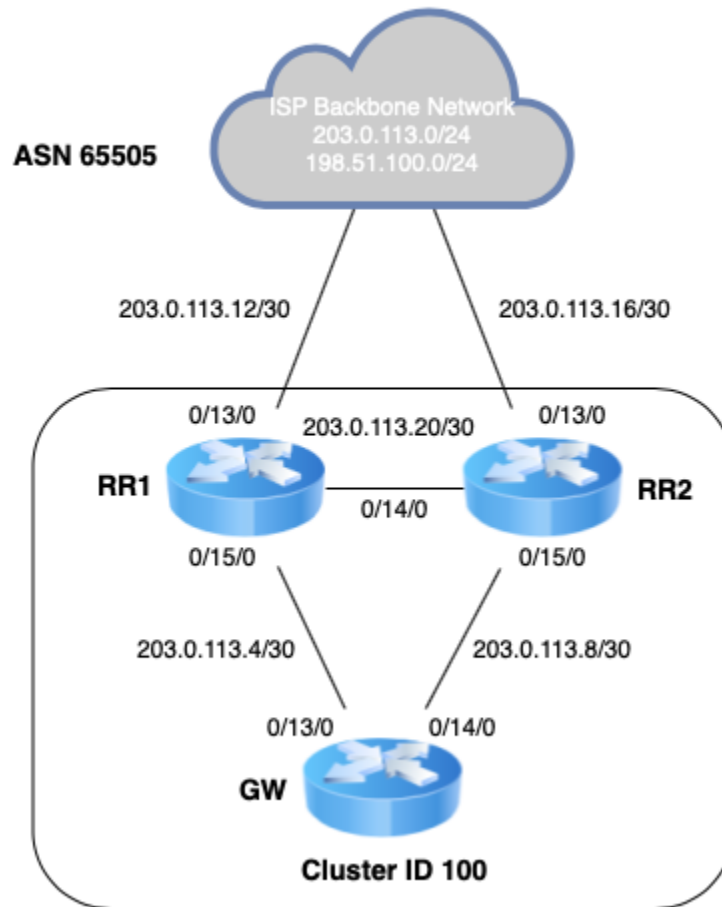 ISP Backbone Network
203.0.113.0/24
198.51.100.0/24
ASN 65505
203.0.113.12/30
203.0.113.16/30
0/13/0
0/13/0
203.0.113.20/30
RR1
RR2
0/14/0
0/15/0
0/15/0
203.0.113.4/30
203.0.113.8/30
0/13/0
0/14/0
GW
Cluster ID 100